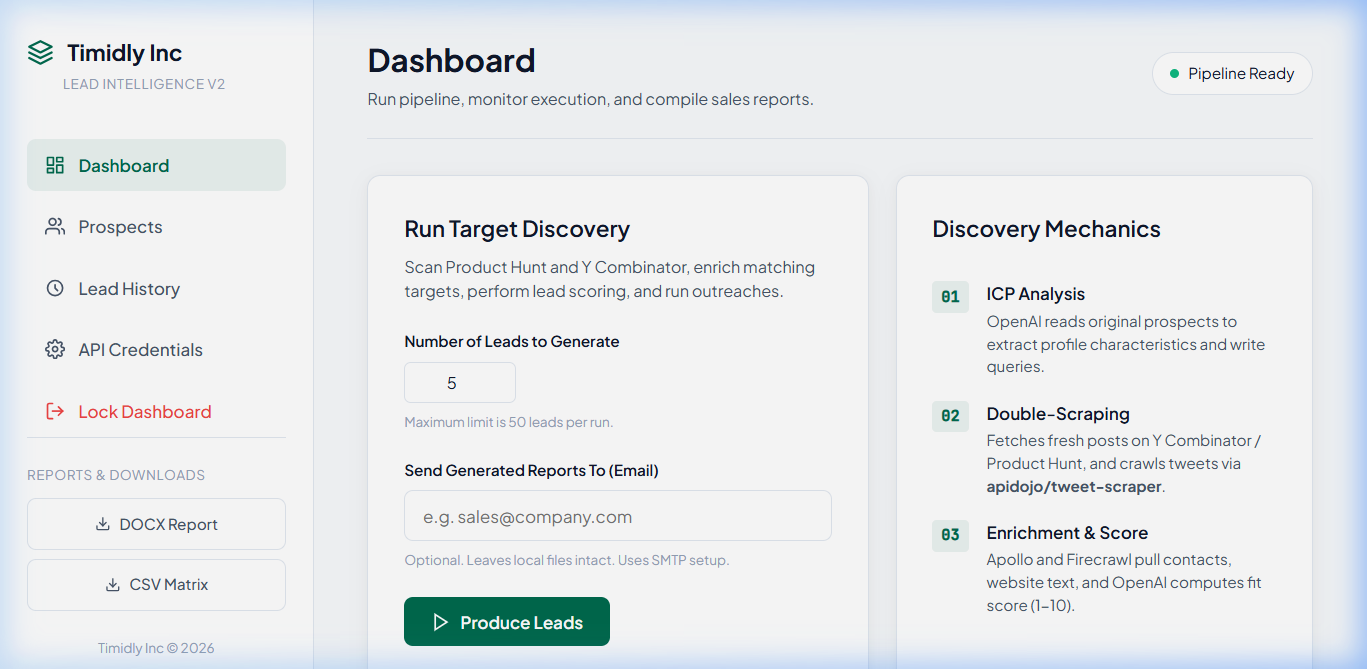 Timidly Inc
LEAD INTELLIGENCE V2
Dashboard
Prospects
Lead History
API Credentials
Lock Dashboard
REPORTS & DOWNLOADS
DOCX Report
CSV Matrix
Timidly Inc © 2026
Dashboard
Run pipeline, monitor execution, and compile sales reports.
Pipeline Ready
Run Target Discovery
Scan Product Hunt and Y Combinator, enrich matching
targets, perform lead scoring, and run outreaches.
Number of Leads to Generate
5
Maximum limit is 50 leads per run.
Send Generated Reports To (Email)
e.g. sales@company.com
Optional. Leaves local files intact. Uses SMTP setup.
Produce Leads
Discovery Mechanics
01
ICP Analysis
OpenAI reads original prospects to
extract profile characteristics and write
queries.
02
Double-Scraping
Fetches fresh posts on Y Combinator /
Product Hunt, and crawls tweets via
apidojo/tweet-scraper.
03
Enrichment & Score
Apollo and Firecrawl pull contacts,
website text, and OpenAI computes fit
score (1–10).